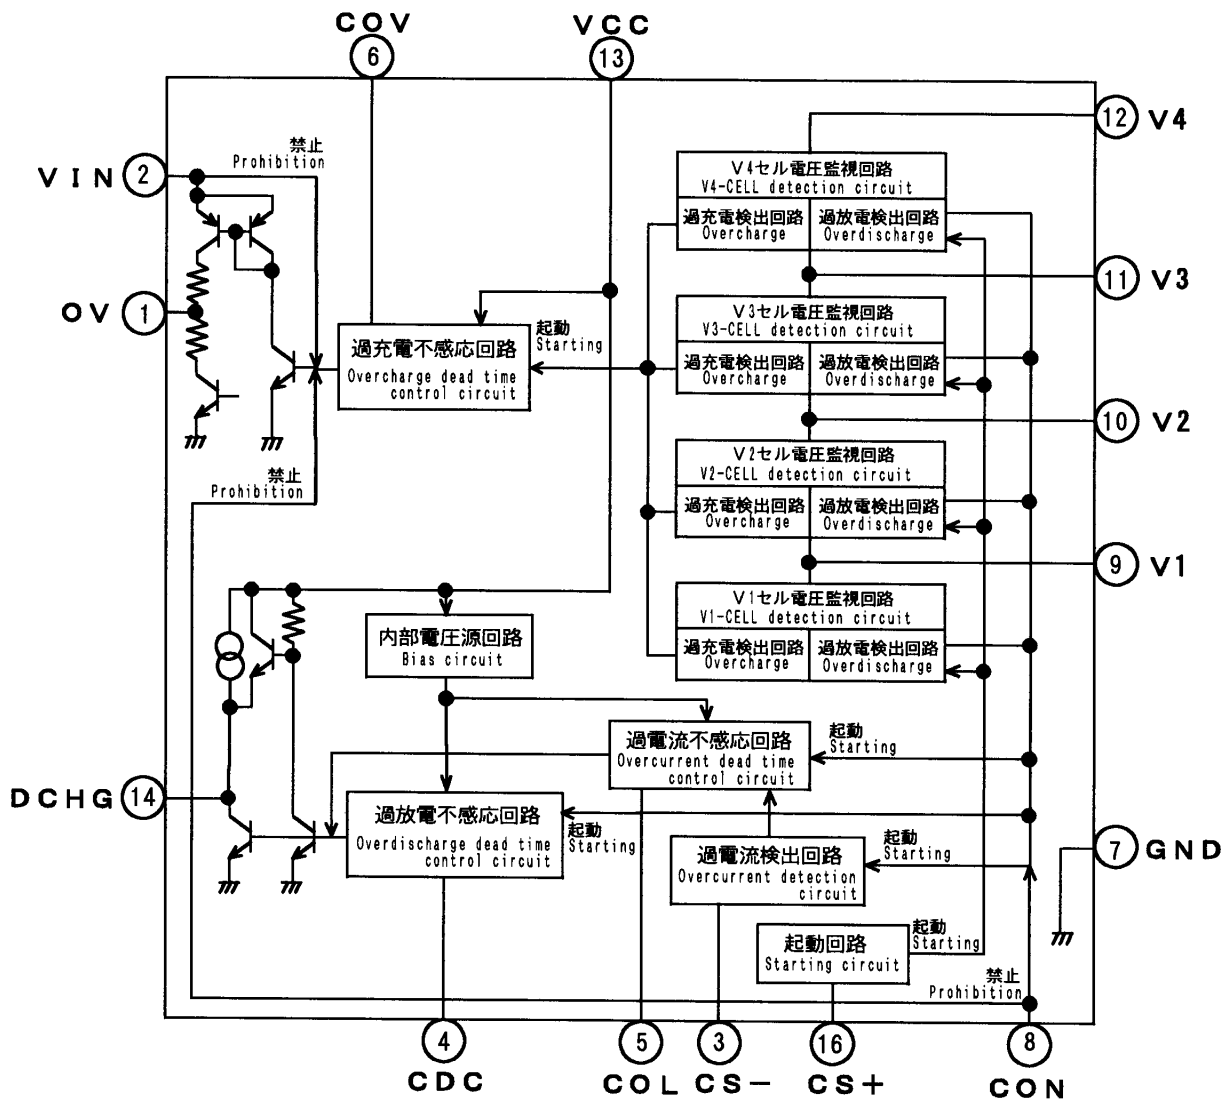 COV
VCC
6
13
12 V4
禁止
Prohibition
VIN 2
V4セル電圧監視回路
V4-CELL detection circuit
過充電検出回路 過放電検出回路
Overcharge Overdischarge
11 V3
OV 1
V3セル電圧監視回路
V3-CELL detection circuit
起動
Starting
過充電不感応回路
Overcharge dead time
control circuit
過充電検出回路 過放電検出回路
Overcharge Overdischarge
10 V2
V2セル電圧監視回路
V2-CELL detection circuit
禁止
Prohibition
過充電検出回路 過放電検出回路
Overcharge Overdischarge
9 V1
V1セル電圧監視回路
V1-CELL detection circuit
内部電圧源回路
Bias circuit
過充電検出回路 過放電検出回路
Overcharge Overdischarge
過電流不感応回路
Overcurrent dead time
control circuit
起動
Starting
DCHG 14
過放電不感応回路
Overdischarge dead time
control circuit
起動
Starting
過電流検出回路
Overcurrent detection
circuit
起動
Starting
7 GND
起動回路
Starting circuit
起動
Starting
禁止
Prohibition
4
5
3
16
8
CDC
COL
CS−
CS+
CON